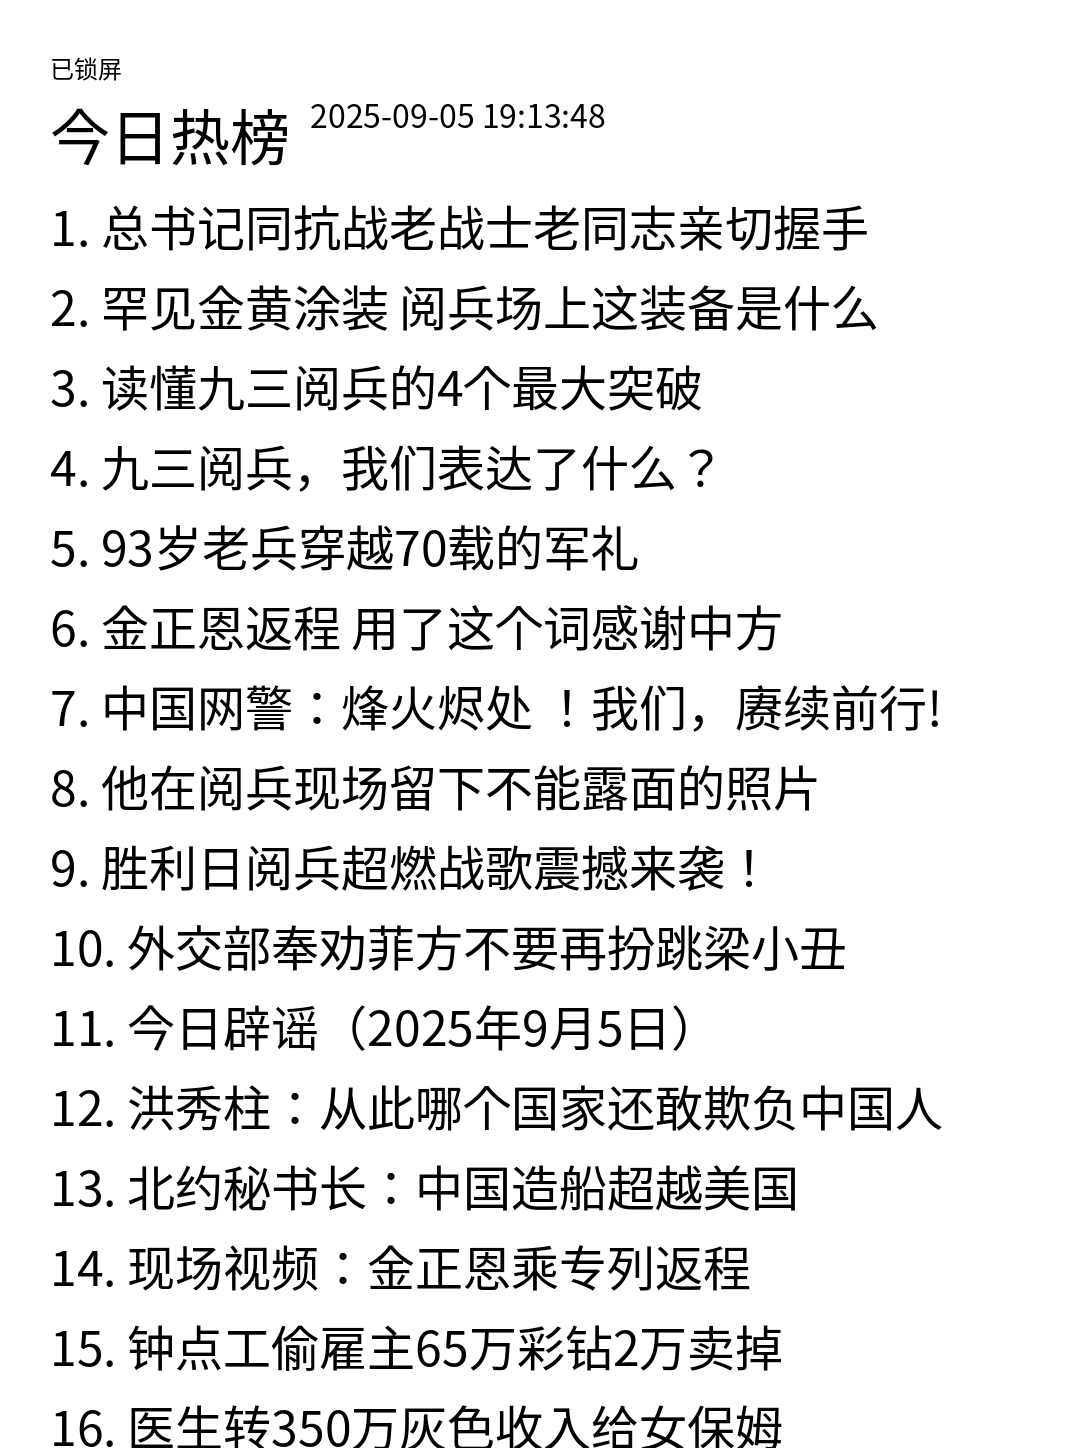 已锁屏
今日热榜 2025-09-05 19:13:48
1. 总书记同抗战老战士老同志亲切握手
2. 罕见金黄涂装 阅兵场上这装备是什么
3. 读懂九三阅兵的4个最大突破
4. 九三阅兵，我们表达了什么？
5. 93岁老兵穿越70载的军礼
6. 金正恩返程 用了这个词感谢中方
7. 中国网警：烽火烬处 ！我们，赓续前行!
8. 他在阅兵现场留下不能露面的照片
9. 胜利日阅兵超燃战歌震撼来袭！
10. 外交部奉劝菲方不要再扮跳梁小丑
11. 今日辟谣（2025年9月5日）
12. 洪秀柱：从此哪个国家还敢欺负中国人
13. 北约秘书长：中国造船超越美国
14. 现场视频：金正恩乘专列返程
15. 钟点工偷雇主65万彩钻2万卖掉
16. 医生转350万灰色收入给女保姆